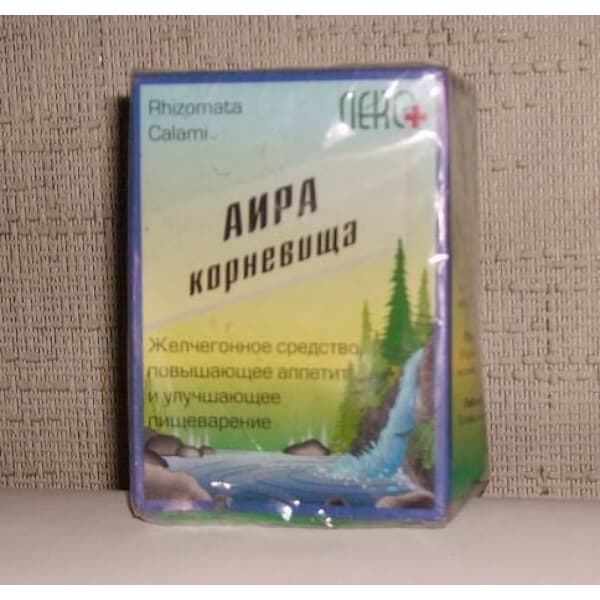 Rhizomata
Calami
ЛЕКС+
АИРА
корневища
Желчегонное средство,
повышающее аппетит
и улучшающее
пищеварение